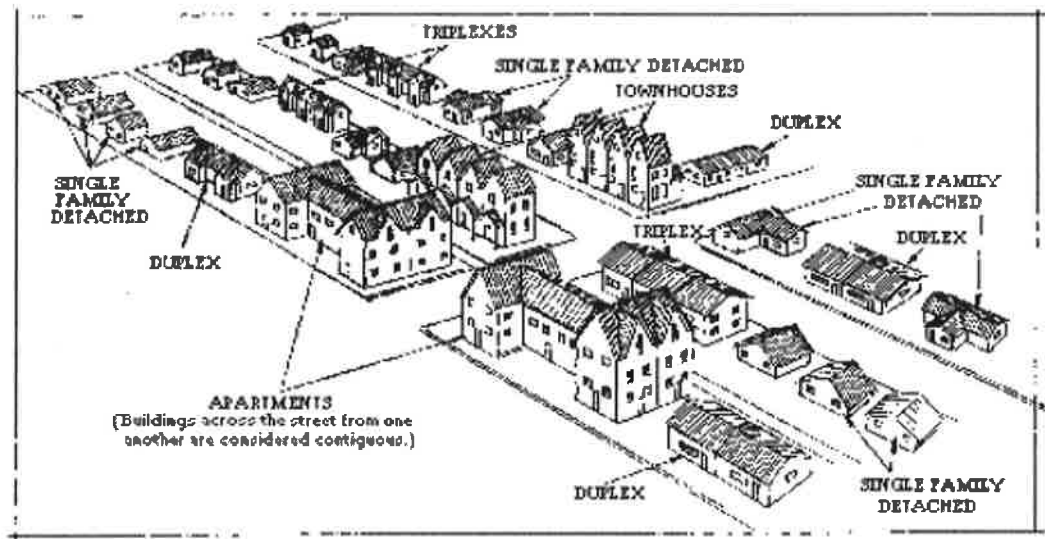 TRIPLEXES
SINGLE FAMILY DETACHED
TOWNHOUSES
DUPLEX
SINGLE
FAMILY
DETACHED
SINGLE FAMILY
DETACHED
TRIPLEX
DUPLEX
DUPLEX
APARTMENTS
(Buildings across the street from one
another are considered contiguous.)
DUPLEX
SINGLE FAMILY
DETACHED